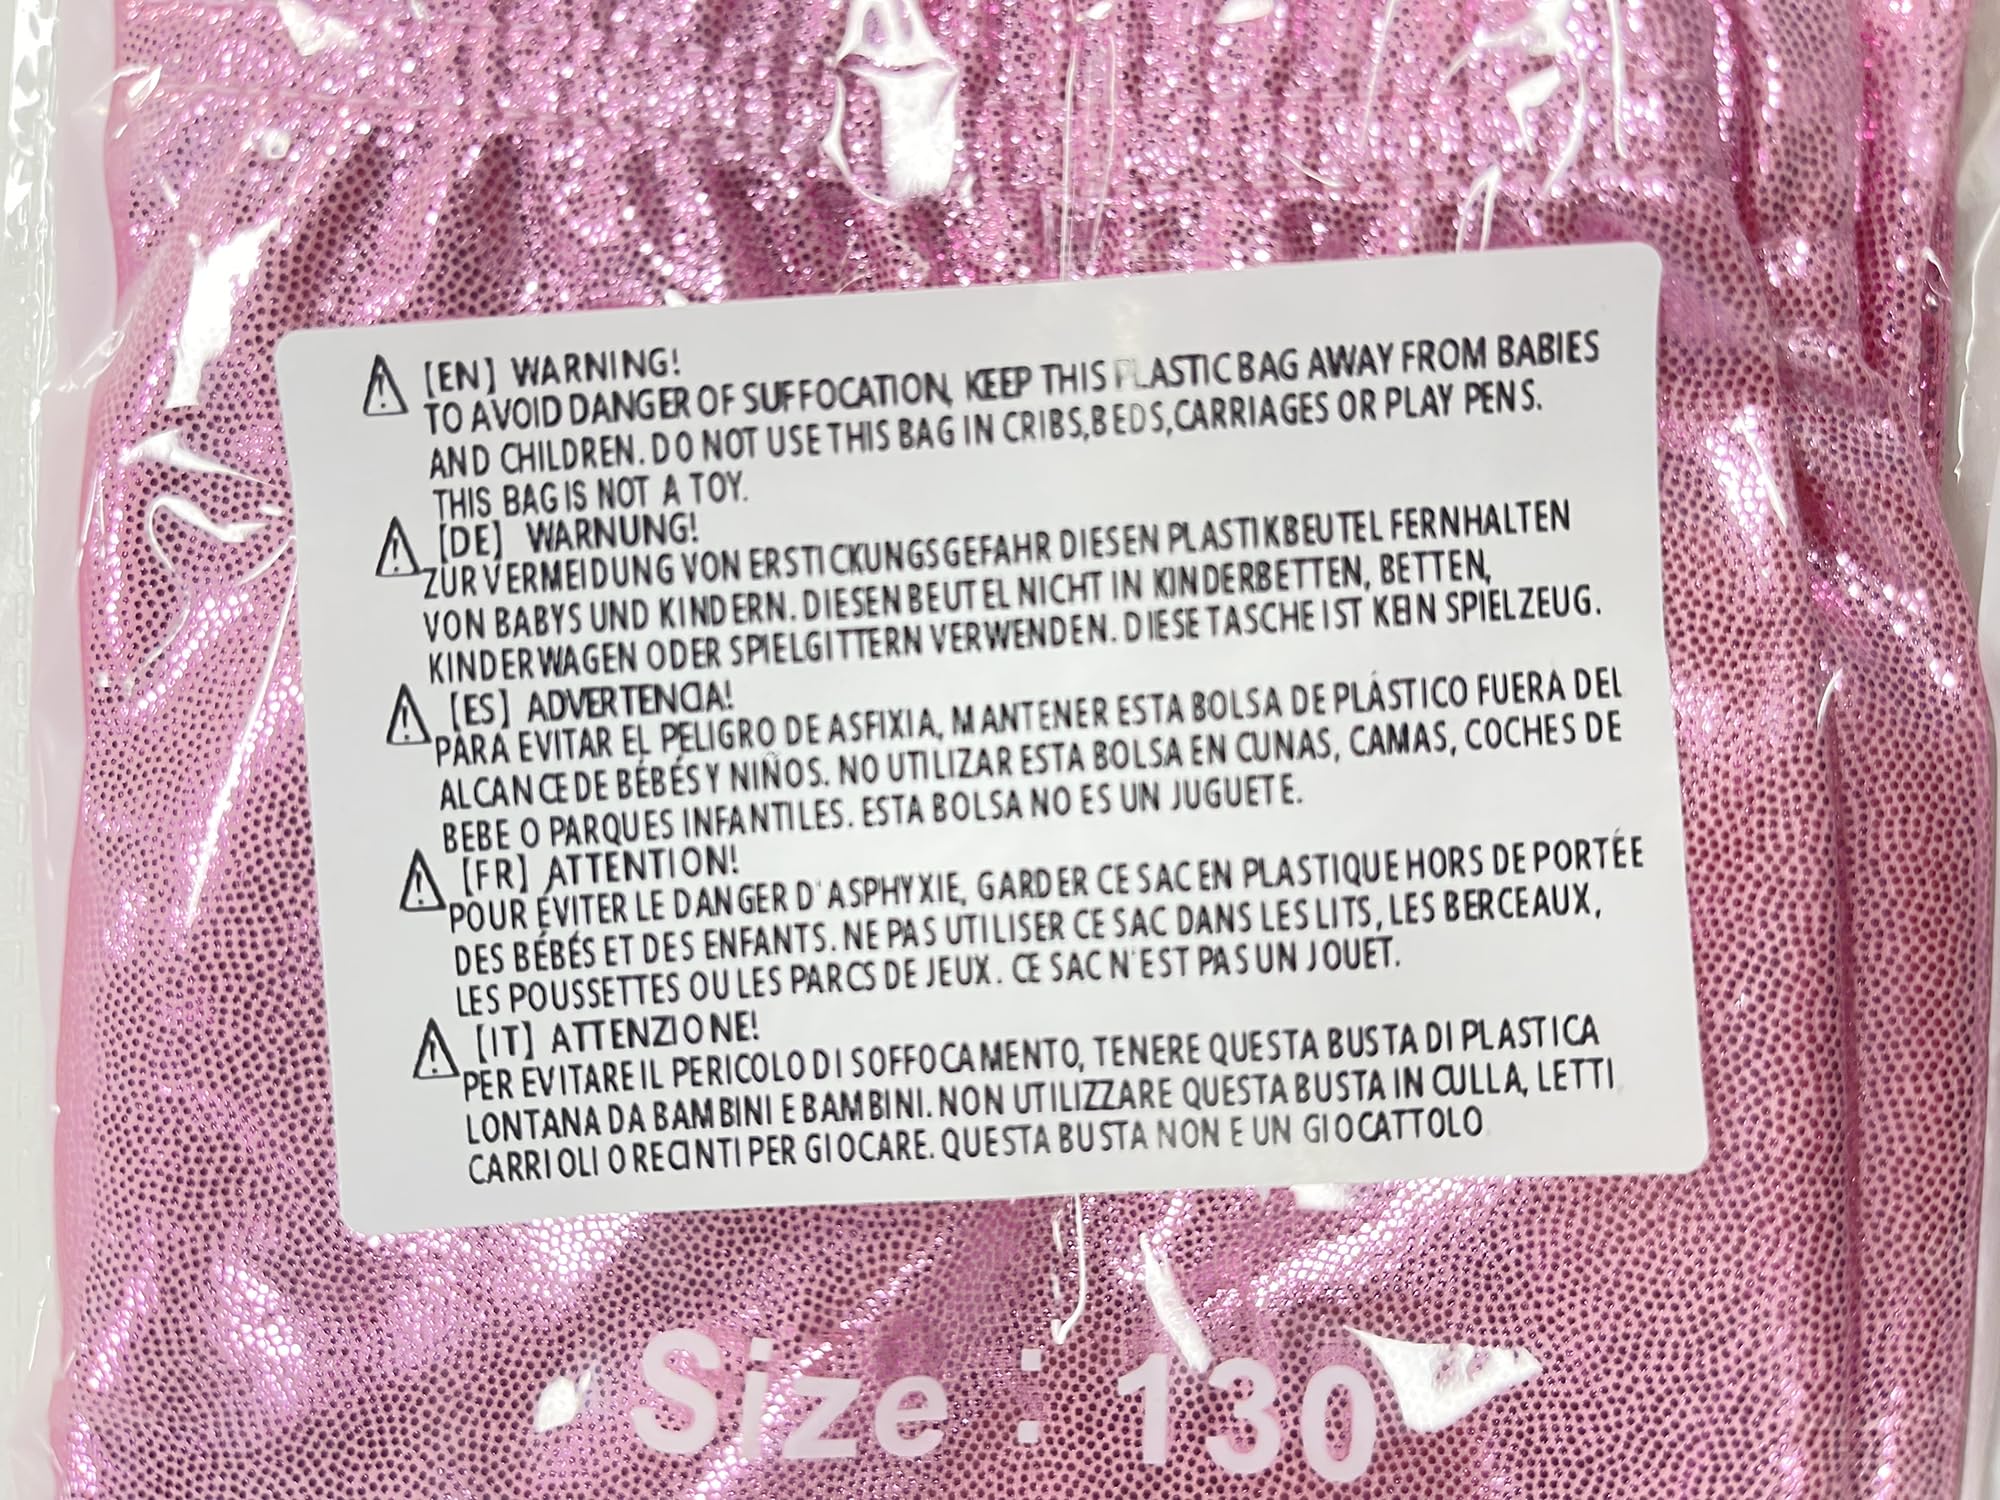 [EN] WARNING!
TO AVOID DANGER OF SUFFOCATION, KEEP THIS PLASTIC BAG AWAY FROM BABIES
AND CHILDREN. DO NOT USE THIS BAG IN CRIBS,BEDS,CARRIAGES OR PLAY PENS.
THIS BAG IS NOT A TOY.
[DE] WARNUNG!
ZUR VERMEIDUNG VON ERSTICKUNGSGEFAHR DIESEN PLASTIKBEUTEL FERNHALTEN
VON BABYS UND KINDERN. DIESEN BEUTEL NICHT IN KINDERBETTEN, BETTEN,
KINDERWAGEN ODER SPIELGITTERN VERWENDEN. DIESE TASCHE IST KEIN SPIELZEUG.
[ES] ADVERTENCIA!
PARA EVITAR EL PELIGRO DE ASFIXIA, MANTENER ESTA BOLSA DE PLÁSTICO FUERA DEL
ALCANCE DE BÉBÉS Y NIÑOS. NO UTILIZAR ESTA BOLSA EN CUNAS, CAMAS, COCHES DE
BEBE O PARQUES INFANTILES. ESTA BOLSA NO ES UN JUGUETE.
[FR] ATTENTION!
POUR ÉVITER LE DANGER D'ASPHYXIE, GARDER CE SAC EN PLASTIQUE HORS DE PORTÉE
DES BÉBÉS ET DES ENFANTS. NE PAS UTILISER CE SAC DANS LES LITS, LES BERCEAUX,
LES POUSSETTES OU LES PARCS DE JEUX. CE SAC N'EST PAS UN JOUET.
[IT] ATTENZIONE!
PER EVITARE IL PERICOLO DI SOFFOCAMENTO, TENERE QUESTA BUSTA DI PLASTICA
LONTANA DA BAMBINI E BAMBINI. NON UTILIZZARE QUESTA BUSTA IN CULLA, LETTI
CARRIOLI O RECINTI PER GIOCARE. QUESTA BUSTA NON E UN GIOCATTOLO
Size : 130